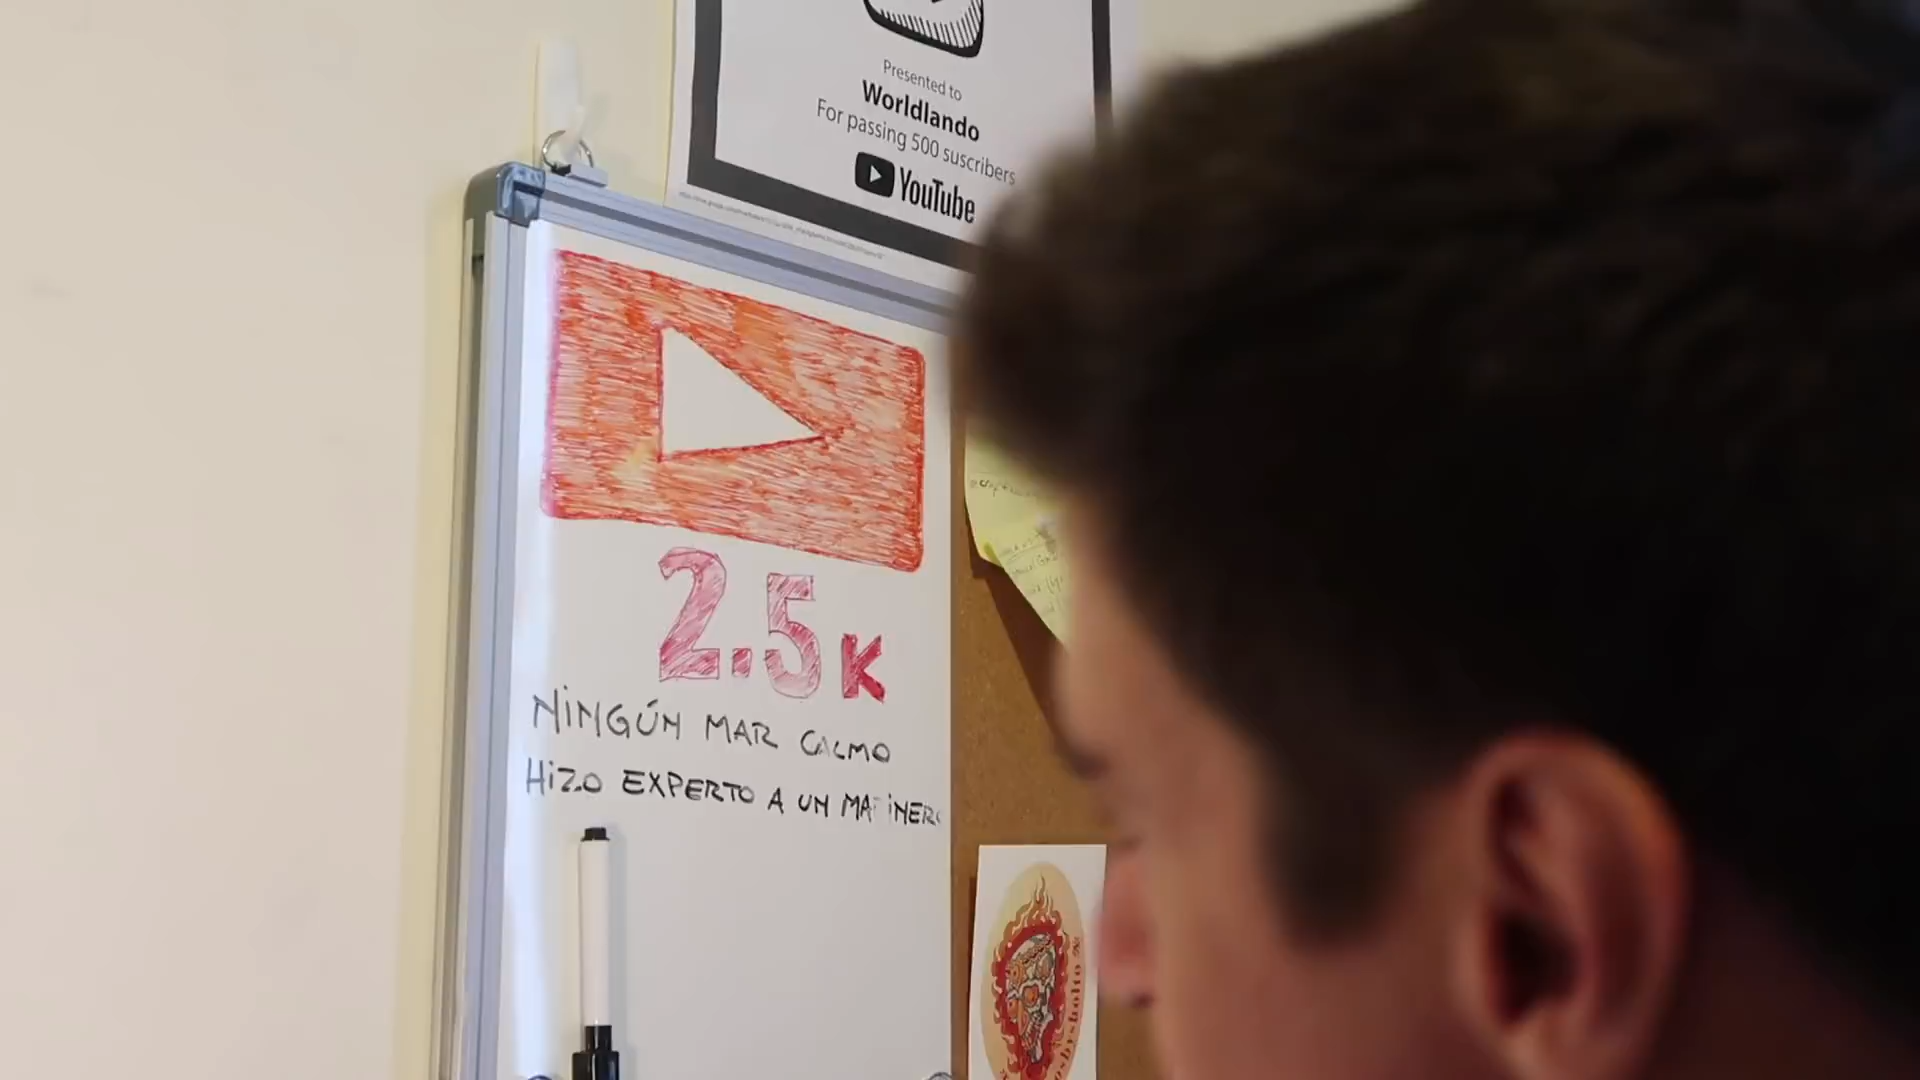 Presented to
Worldlando
For passing 500 suscribers
YouTube
2.5K
NINGÚN MAR CALMO
HIZO EXPERTO A UN MARINERO